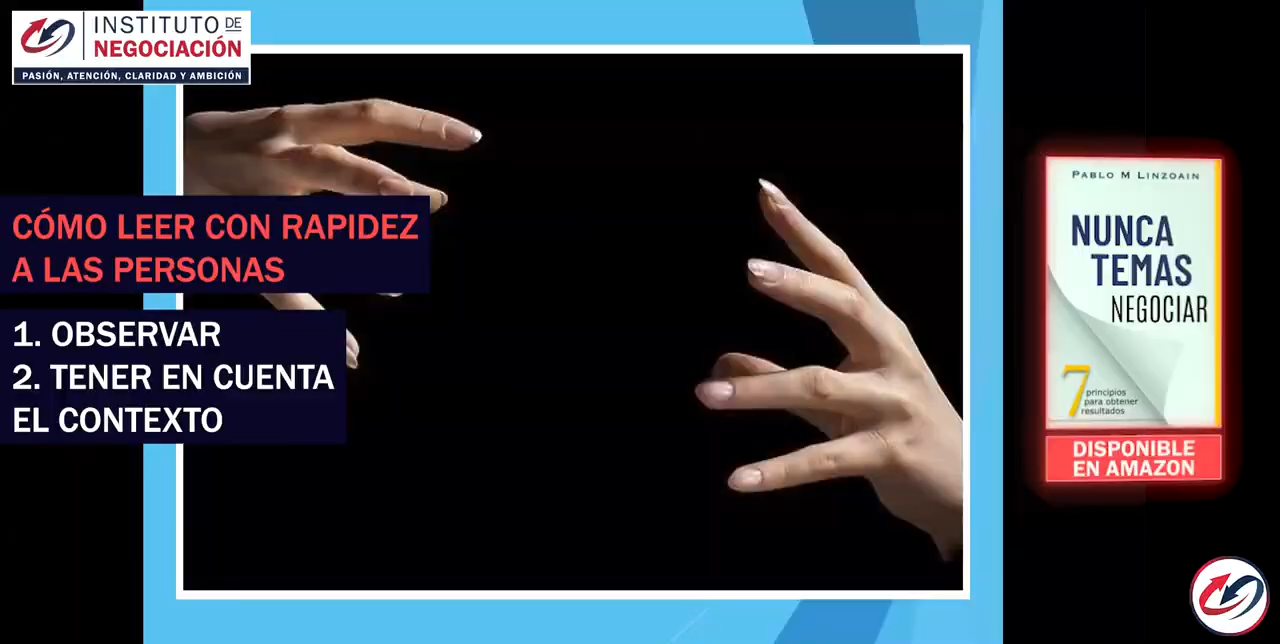 INSTITUTO DE
NEGOCIACIÓN
PASIÓN, ATENCIÓN, CLARIDAD Y AMBICIÓN
CÓMO LEER CON RAPIDEZ
A LAS PERSONAS
1. OBSERVAR
2. TENER EN CUENTA
EL CONTEXTO
PABLO M LINZOAIN
NUNCA
TEMAS
NEGOCIAR
7 principios
para obtener
resultados
DISPONIBLE
EN AMAZON